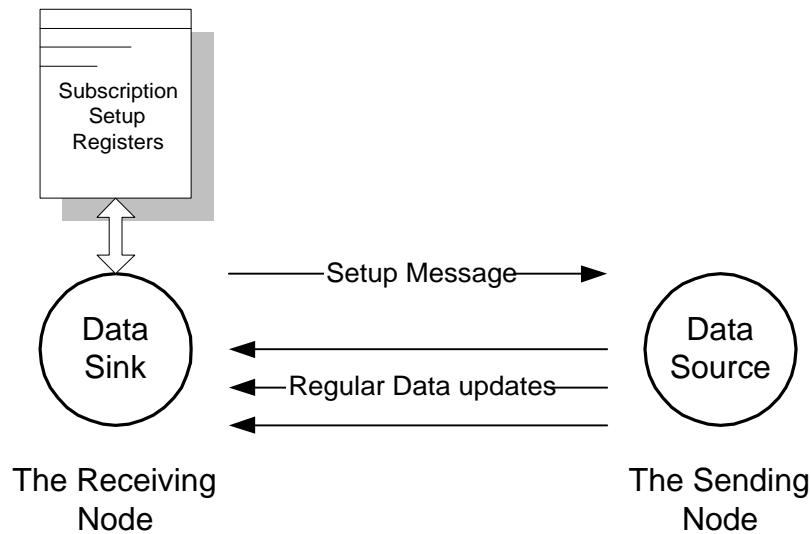 Subscription
Setup
Registers
Setup Message
Data
Sink
Data
Source
Regular Data updates
The Receiving
Node
The Sending
Node